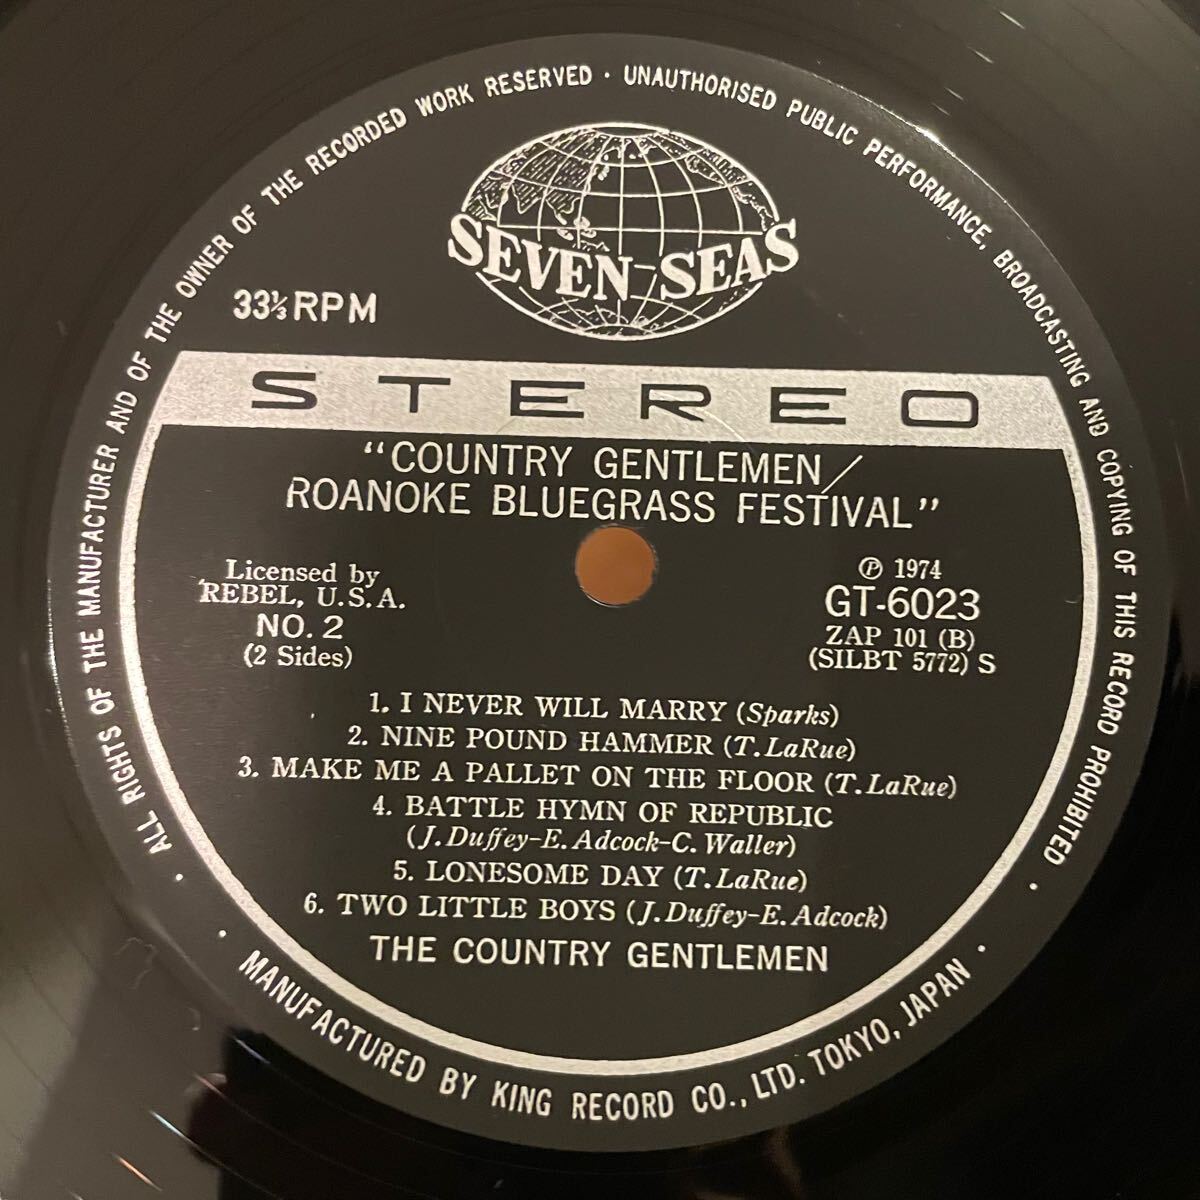 · ALL RIGHTS OF THE MANUFACTURER AND OF THE OWNER OF THE RECORDED WORK RESERVED · UNAUTHORISED PUBLIC PERFORMANCE, BROADCASTING AND COPYING OF THIS RECORD PROHIBITED ·
SEVEN SEAS
33⅓ RPM
STEREO
"COUNTRY GENTLEMEN/
ROANOKE BLUEGRASS FESTIVAL"
Licensed by
REBEL, U.S.A.
NO. 2
(2 Sides)
Ⓟ 1974
GT-6023
ZAP 101 (B)
(SILBT 5772) S
1. I NEVER WILL MARRY (Sparks)
2. NINE POUND HAMMER (T. LaRue)
3. MAKE ME A PALLET ON THE FLOOR (T. LaRue)
4. BATTLE HYMN OF REPUBLIC
(J. Duffey-E. Adcock-C. Waller)
5. LONESOME DAY (T. LaRue)
6. TWO LITTLE BOYS (J. Duffey-E. Adcock)
THE COUNTRY GENTLEMEN
· MANUFACTURED BY KING RECORD CO., LTD. TOKYO, JAPAN ·